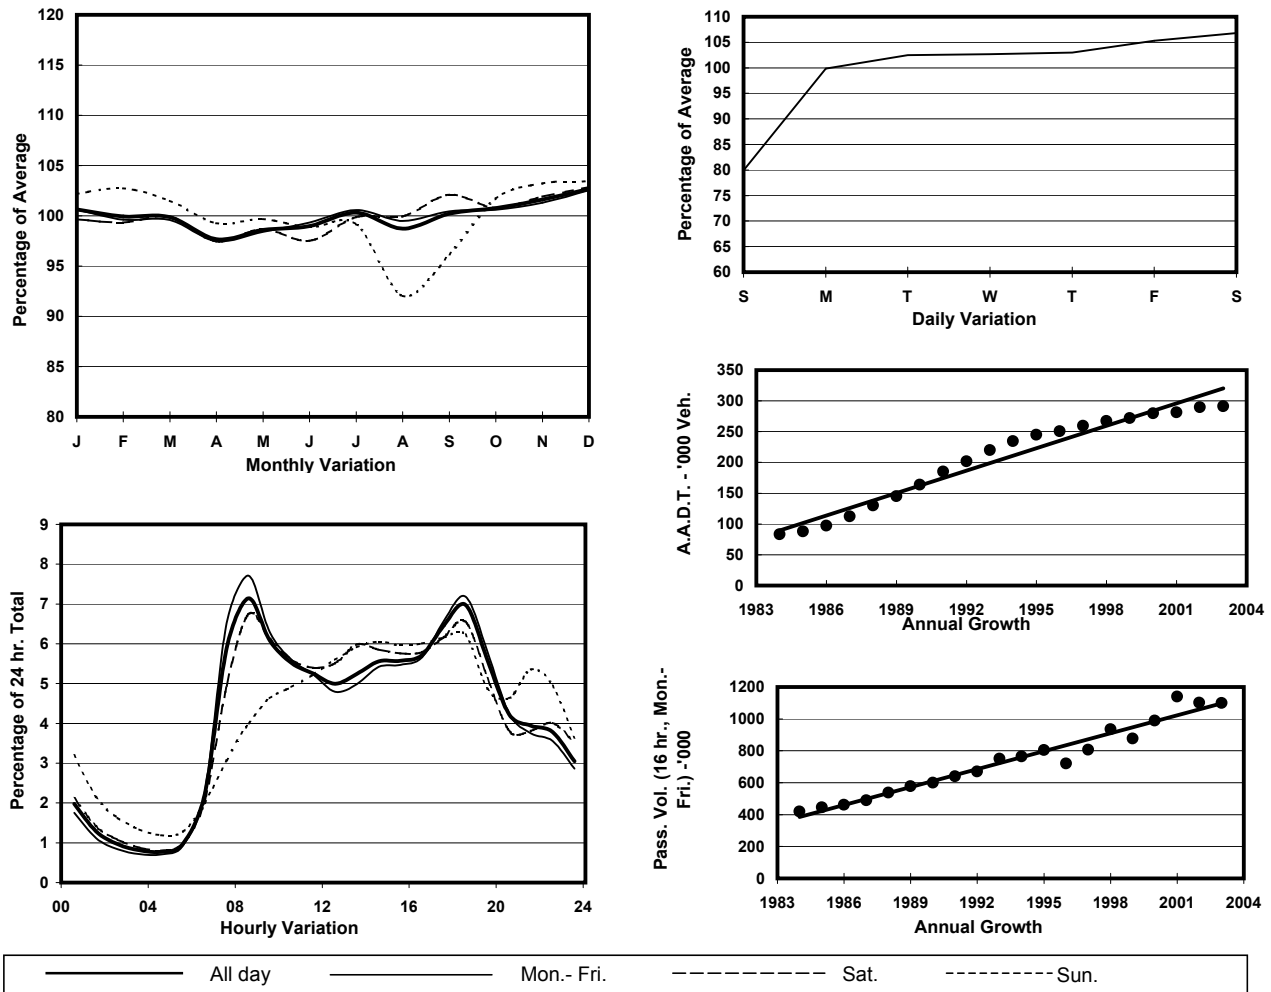 120
115
110
105
100
95
90
85
80
Percentage of Average
J F M A M J J A S O N D
Monthly Variation
110
105
100
95
90
85
80
75
70
65
60
Percentage of Average
S M T W T F S
Daily Variation
350
300
250
200
150
100
50
0
A.A.D.T. - '000 Veh.
1983 1986 1989 1992 1995 1998 2001 2004
Annual Growth
9
8
7
6
5
4
3
2
1
0
Percentage of 24 hr. Total
00 04 08 12 16 20 24
Hourly Variation
1200
1000
800
600
400
200
0
Pass. Vol. (16 hr., Mon.-
Fri.) -'000
1983 1986 1989 1992 1995 1998 2001 2004
Annual Growth
All day Mon.- Fri. Sat. Sun.